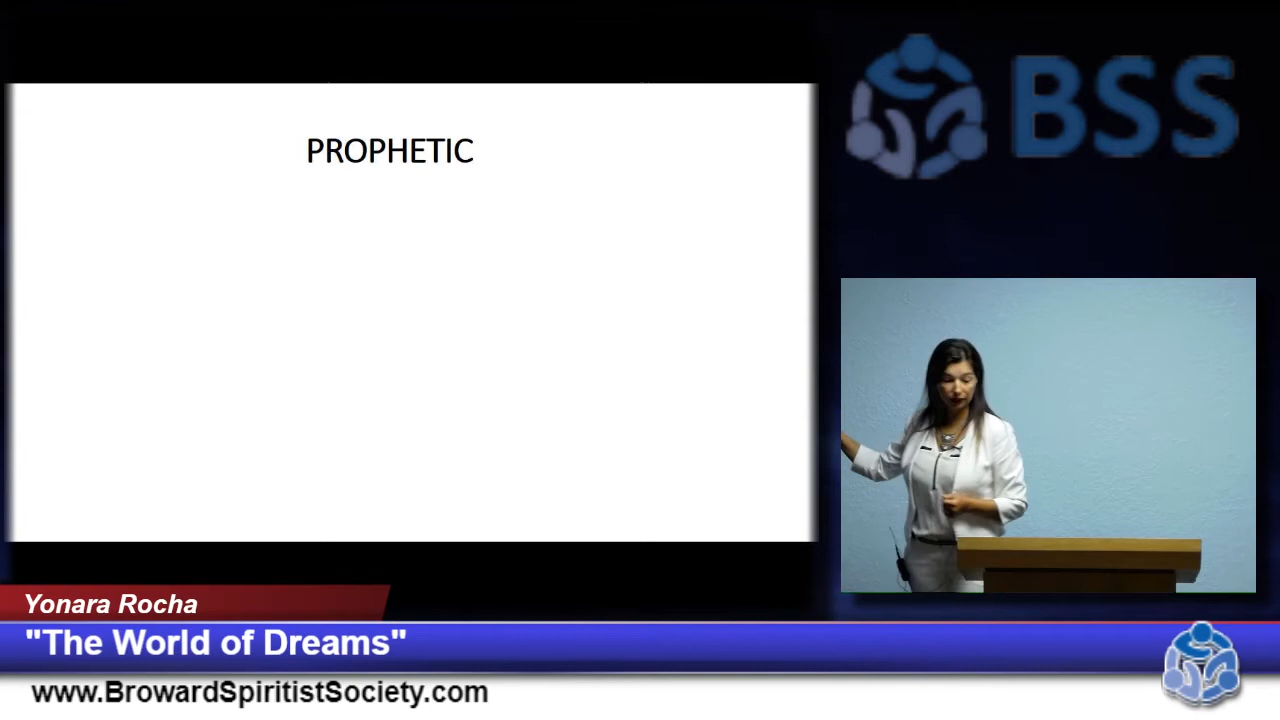 PROPHETIC
BSS
Yonara Rocha
"The World of Dreams"
www.BrowardSpiritistSociety.com